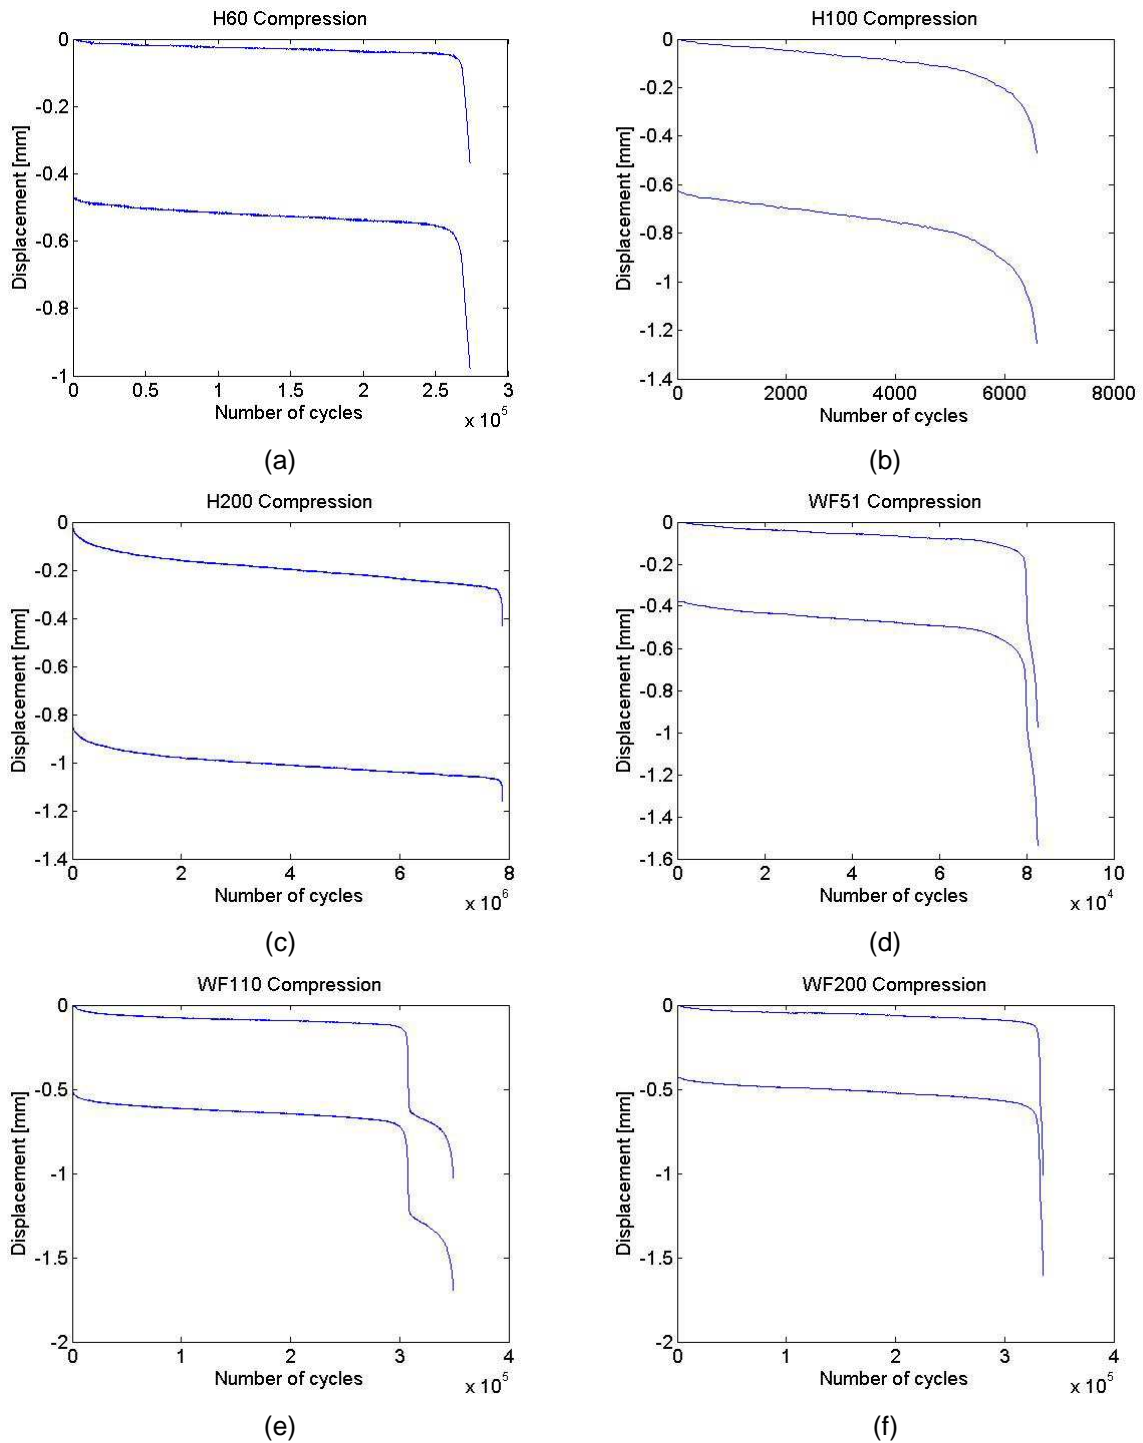 H60 Compression
0
-0.2
-0.4
-0.6
-0.8
-1
Displacement [mm]
0 0.5 1 1.5 2 2.5 3
Number of cycles
x 10^5
(a)
H100 Compression
0
-0.2
-0.4
-0.6
-0.8
-1
-1.2
-1.4
Displacement [mm]
0 2000 4000 6000 8000
Number of cycles
(b)
H200 Compression
0
-0.2
-0.4
-0.6
-0.8
-1
-1.2
-1.4
Displacement [mm]
0 2 4 6 8
Number of cycles
x 10^6
(c)
WF51 Compression
0
-0.2
-0.4
-0.6
-0.8
-1
-1.2
-1.4
-1.6
Displacement [mm]
0 2 4 6 8 10
Number of cycles
x 10^4
(d)
WF110 Compression
0
-0.5
-1
-1.5
-2
Displacement [mm]
0 1 2 3 4
Number of cycles
x 10^5
(e)
WF200 Compression
0
-0.5
-1
-1.5
-2
Displacement [mm]
0 1 2 3 4
Number of cycles
x 10^5
(f)